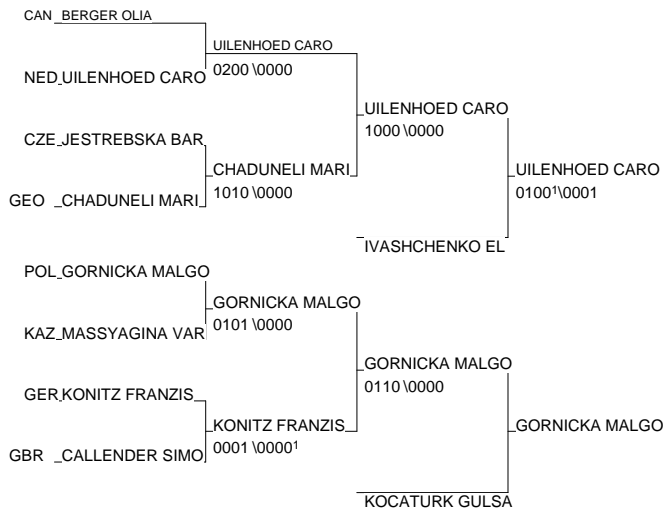 CAN BERGER OLIA
UILENHOED CARO
0200 \0000
NED UILENHOED CARO
UILENHOED CARO
1000 \0000
CZE JESTREBSKA BAR
CHADUNELI MARI
1010 \0000
UILENHOED CARO
0100¹\0001
GEO CHADUNELI MARI
IVASHCHENKO EL
POL GORNICKA MALGO
GORNICKA MALGO
0101 \0000
KAZ MASSYAGINA VAR
GORNICKA MALGO
0110 \0000
GER KONITZ FRANZIS
KONITZ FRANZIS
0001 \0000¹
GORNICKA MALGO
GBR CALLENDER SIMO
KOCATURK GULSA